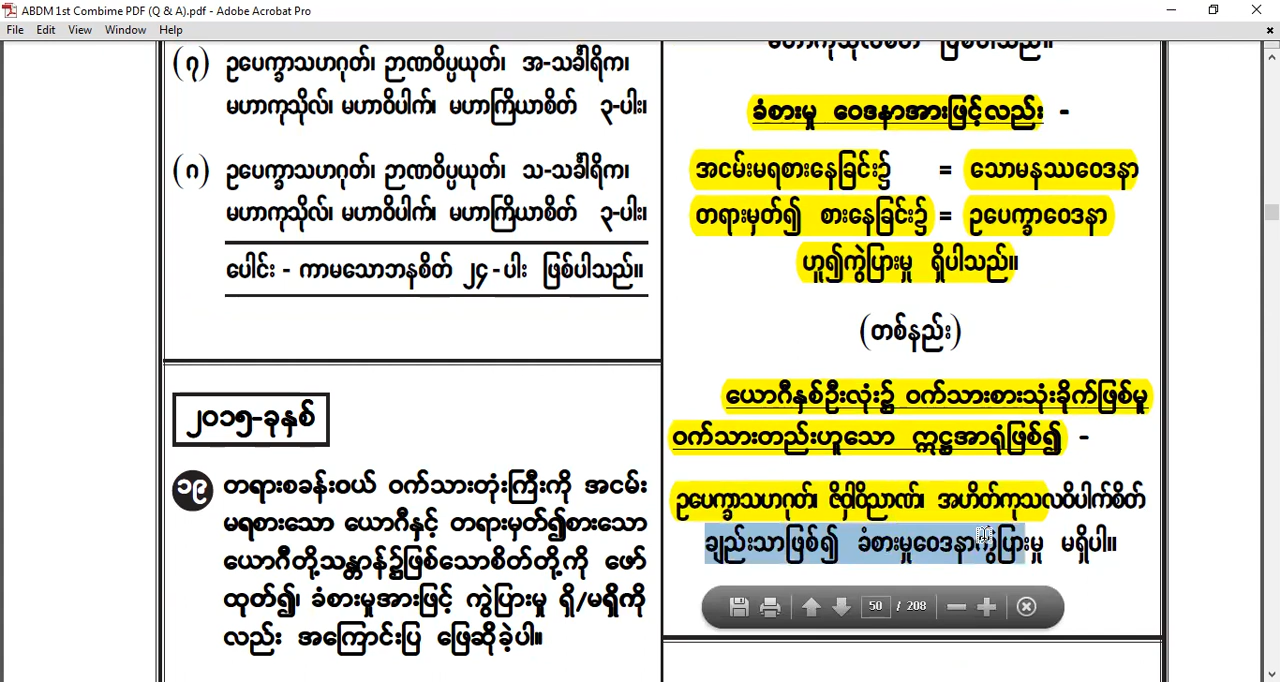 ABDM 1st Combime PDF (Q & A).pdf - Adobe Acrobat Pro
File Edit View Window Help
(၇) ဥပေက္ခာသဟဂုတ်၊ ဉာဏဝိပ္ပယုတ်၊ အ-သင်္ခါရိက၊
မဟာကုသိုလ်၊ မဟာဝိပါက်၊ မဟာကြိယာစိတ် ၃-ပါး၊
(ဂ) ဥပေက္ခာသဟဂုတ်၊ ဉာဏဝိပ္ပယုတ်၊ သ-သင်္ခါရိက၊
မဟာကုသိုလ်၊ မဟာဝိပါက်၊ မဟာကြိယာစိတ် ၃-ပါး၊
ပေါင်း - ကာမသောဘနစိတ် ၂၄-ပါး ဖြစ်ပါသည်။
၂၀၁၅-ခုနှစ်
၁၉ တရားစခန်းဝယ် ဝက်သားတုံးကြီးကို အငမ်း
မရစားသော ယောဂီနှင့် တရားမှတ်၍စားသော
ယောဂီတို့သန္တာန်၌ဖြစ်သောစိတ်တို့ကို ဖော်
ထုတ်၍၊ ခံစားမှုအားဖြင့် ကွဲပြားမှု ရှိ/မရှိကို
လည်း အကြောင်းပြ ဖြေဆိုခဲ့ပါ။
မဟာကုသိုလ်စိတ် ဖြစ်ပါသည်။
ခံစားမှု ဝေဒနာအားဖြင့်လည်း -
အငမ်းမရစားနေခြင်း၌ = သောမနဿဝေဒနာ
တရားမှတ်၍ စားနေခြင်း၌ = ဥပေက္ခာဝေဒနာ
ဟူ၍ကွဲပြားမှု ရှိပါသည်။
(တစ်နည်း)
ယောဂီနှစ်ဦးလုံး၌ ဝက်သားစားသုံးခိုက်ဖြစ်မူ
ဝက်သားတည်းဟူသော ဣဋ္ဌအာရုံဖြစ်၍ -
ဥပေက္ခာသဟဂုတ်၊ ဇိဝှါဝိညာဏ်၊ အဟိတ်ကုသလဝိပါက်စိတ်
ချည်းသာဖြစ်၍ ခံစားမှုဝေဒနာကွဲပြားမှု မရှိပါ။
50 / 208